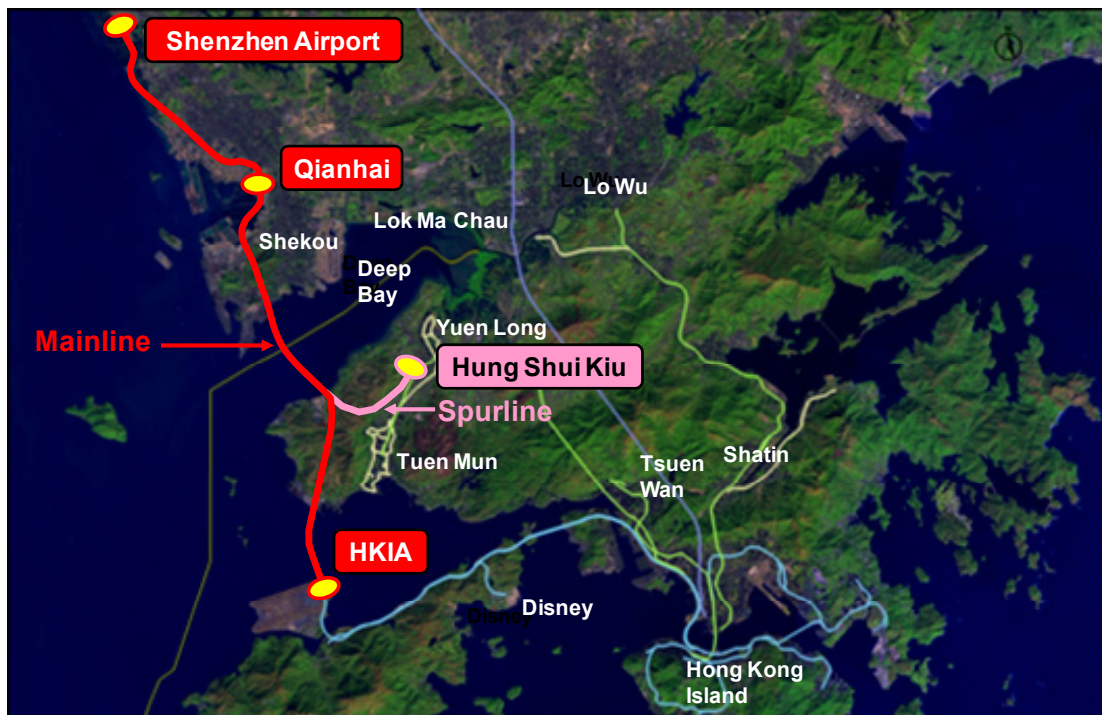 Shenzhen Airport
Qianhai
Lo Wu
Lok Ma Chau
Shekou
Deep
Bay
Yuen Long
Mainline
Hung Shui Kiu
Spurline
Tuen Mun
Tsuen
Wan
Shatin
HKIA
Disney
Hong Kong
Island